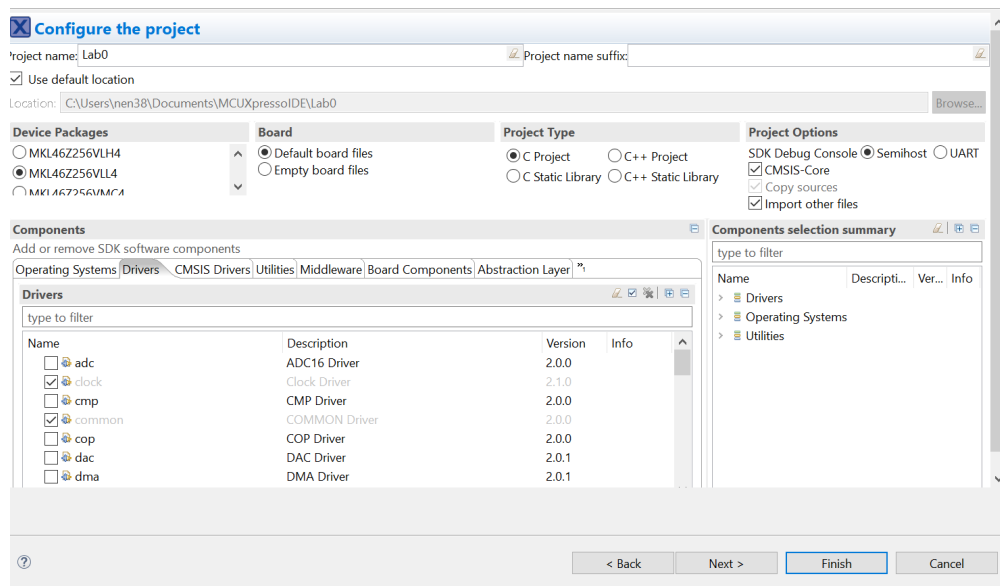 Configure the project
Project name: Lab0 Project name suffix:
Use default location
Location: C:\Users\nen38\Documents\MCUXpressoIDE\Lab0 Browse...
Device Packages Board Project Type Project Options
MKL46Z256VLH4 Default board files C Project C++ Project SDK Debug Console Semihost UART
MKL46Z256VLL4 Empty board files C Static Library C++ Static Library CMSIS-Core
MKL46Z256VMC4 Copy sources
Import other files
Components Components selection summary
Add or remove SDK software components type to filter
Operating Systems Drivers CMSIS Drivers Utilities Middleware Board Components Abstraction Layer »1 Name Descripti... Ver... Info
Drivers Drivers
type to filter Operating Systems
Name Description Version Info Utilities
adc ADC16 Driver 2.0.0
clock Clock Driver 2.1.0
cmp CMP Driver 2.0.0
common COMMON Driver 2.0.0
cop COP Driver 2.0.0
dac DAC Driver 2.0.1
dma DMA Driver 2.0.1
< Back Next > Finish Cancel